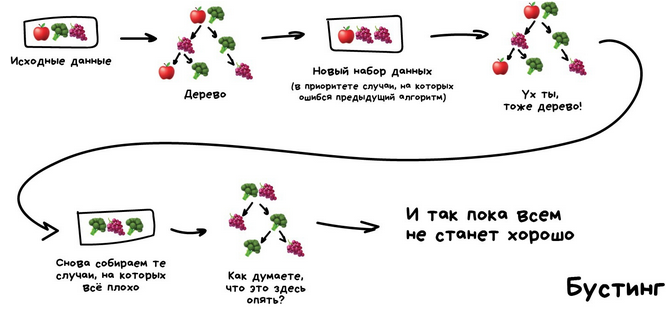 Исходные данные
Дерево
Новый набор данных
(в приоритете случаи, на которых
ошибся предыдущий алгоритм)
Ух ты,
тоже дерево!
Снова собираем те
случаи, на которых
всё плохо
Как думаете,
что это здесь
опять?
И так пока всем
не станет хорошо
Бустинг